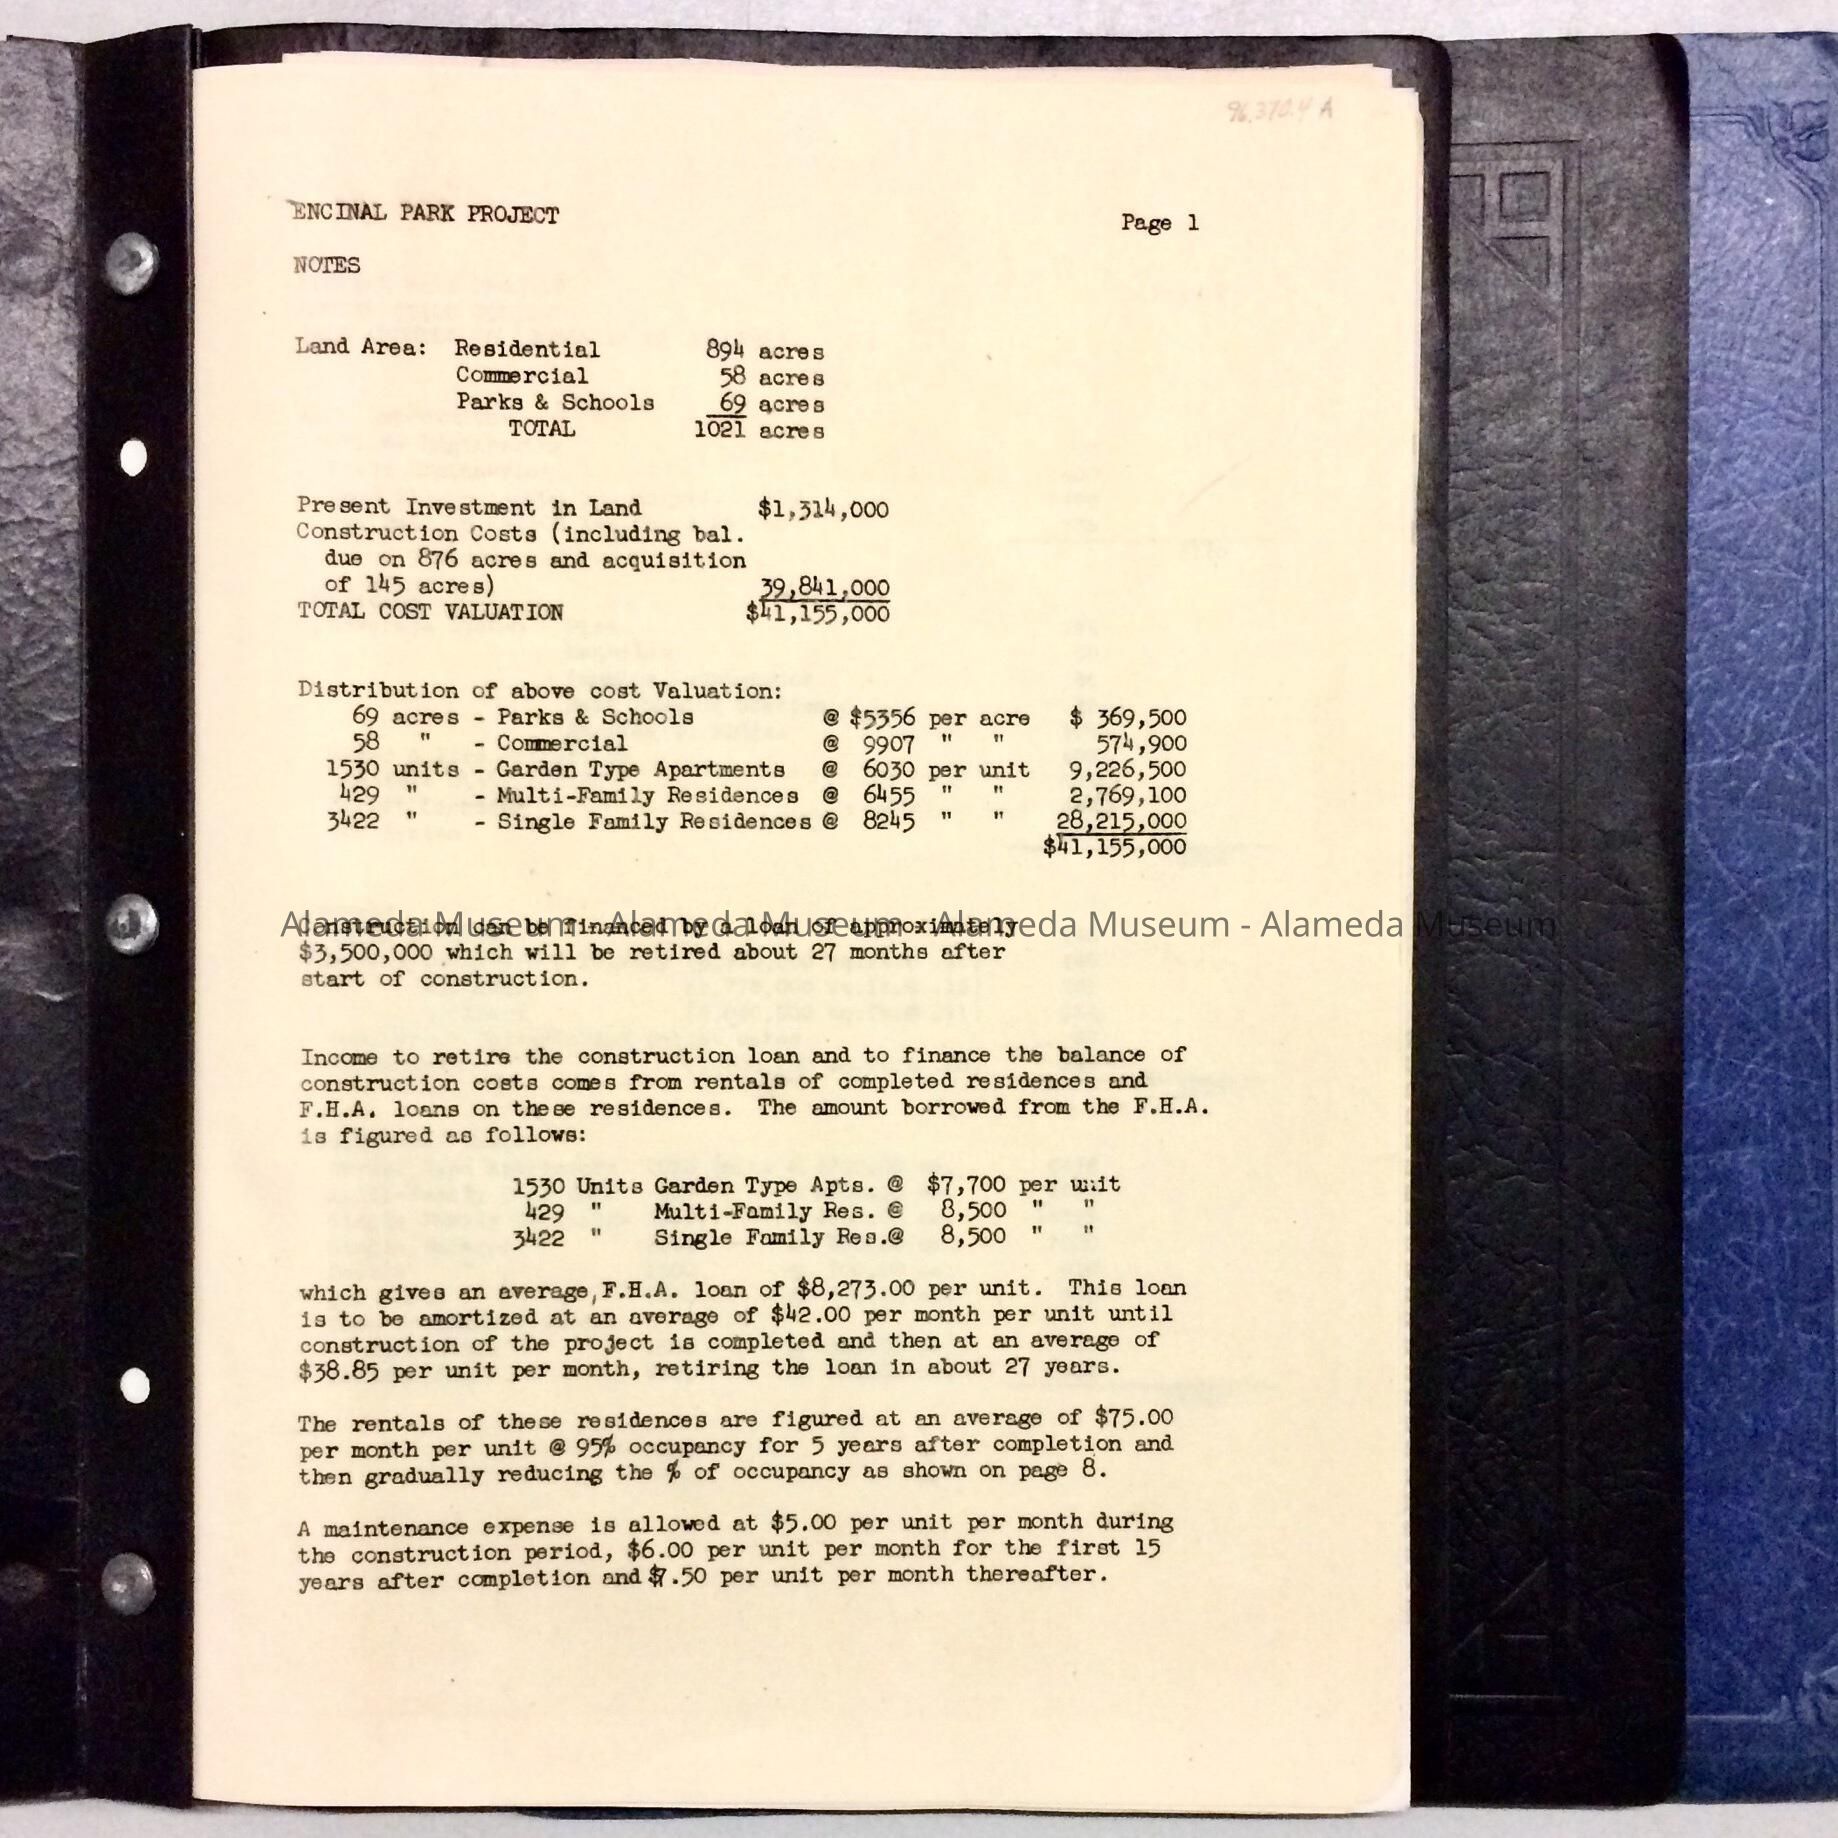 96.370.4 A
ENCINAL PARK PROJECT
Page 1
NOTES
Land Area: Residential 894 acres
Commercial 58 acres
Parks & Schools 69 acres
TOTAL 1021 acres
Present Investment in Land $1,314,000
Construction Costs (including bal.
due on 876 acres and acquisition
of 145 acres) 39,841,000
TOTAL COST VALUATION $41,155,000
Distribution of above cost Valuation:
69 acres - Parks & Schools @ $5356 per acre $ 369,500
58 " - Commercial @ 9907 " " 574,900
1530 units - Garden Type Apartments @ 6030 per unit 9,226,500
429 " - Multi-Family Residences @ 6455 " " 2,769,100
3422 " - Single Family Residences @ 8245 " " 28,215,000
$41,155,000
Construction can be financed by a loan of approximately
Alameda Museum - Alameda Museum - Alameda Museum - Alameda Museum
$3,500,000 which will be retired about 27 months after
start of construction.
Income to retire the construction loan and to finance the balance of
construction costs comes from rentals of completed residences and
F.H.A. loans on these residences. The amount borrowed from the F.H.A.
is figured as follows:
1530 Units Garden Type Apts. @ $7,700 per unit
429 " Multi-Family Res. @ 8,500 " "
3422 " Single Family Res.@ 8,500 " "
which gives an average, F.H.A. loan of $8,273.00 per unit. This loan
is to be amortized at an average of $42.00 per month per unit until
construction of the project is completed and then at an average of
$38.85 per unit per month, retiring the loan in about 27 years.
The rentals of these residences are figured at an average of $75.00
per month per unit @ 95% occupancy for 5 years after completion and
then gradually reducing the % of occupancy as shown on page 8.
A maintenance expense is allowed at $5.00 per unit per month during
the construction period, $6.00 per unit per month for the first 15
years after completion and $7.50 per unit per month thereafter.